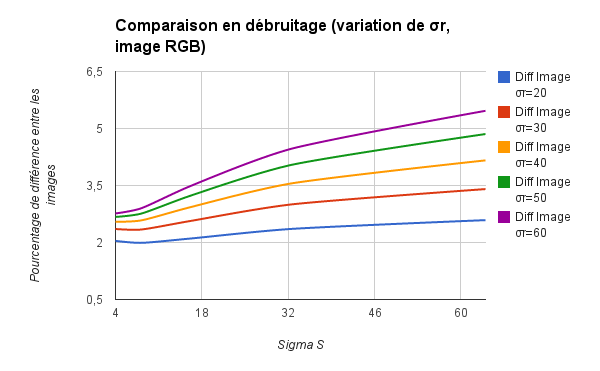 Comparaison en débruitage (variation de σr,
image RGB)
Pourcentage de différence entre les
images
6,5
5
3,5
2
0,5
4
18
32
46
60
Sigma S
Diff Image
σr=20
Diff Image
σr=30
Diff Image
σr=40
Diff Image
σr=50
Diff Image
σr=60